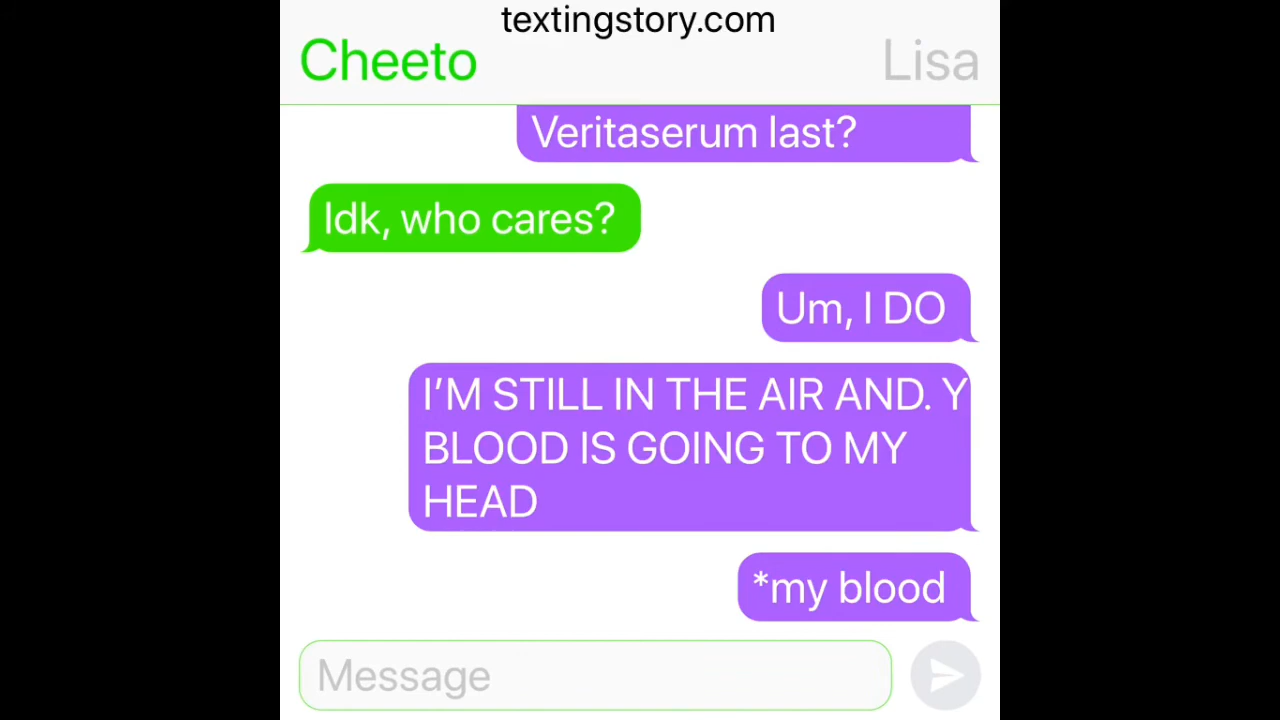 textingstory.com
Cheeto
Lisa
Veritaserum last?
Idk, who cares?
Um, I DO
I’M STILL IN THE AIR AND. Y
BLOOD IS GOING TO MY
HEAD
*my blood
Message